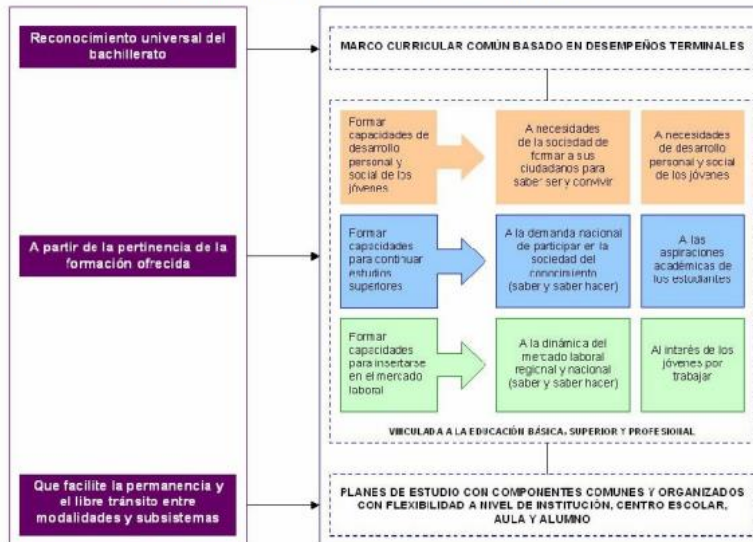 Reconocimiento universal del
bachillerato
MARCO CURRICULAR COMÚN BASADO EN DESEMPEÑOS TERMINALES
Formar
capacidades de
desarrollo
personal y
social de los
jóvenes
A necesidades
de la sociedad de
formar a sus
ciudadanos para
saber ser y convivir
A necesidades
de desarrollo
personal y social
de los jóvenes
A partir de la pertinencia de la
formación ofrecida
Formar
capacidades
para continuar
estudios
superiores
A la demanda nacional
de participar en la
sociedad del
conocimiento
(saber y saber hacer)
A las
aspiraciones
académicas de
los estudiantes
Formar
capacidades
para insertarse
en el mercado
laboral
A la dinámica del
mercado laboral
regional y nacional
(saber y saber hacer)
Al interés de los
jóvenes por
trabajar
VINCULADA A LA EDUCACIÓN BÁSICA, SUPERIOR Y PROFESIONAL
Que facilite la permanencia y
el libre tránsito entre
modalidades y subsistemas
PLANES DE ESTUDIO CON COMPONENTES COMUNES Y ORGANIZADOS
CON FLEXIBILIDAD A NIVEL DE INSTITUCIÓN, CENTRO ESCOLAR,
AULA Y ALUMNO